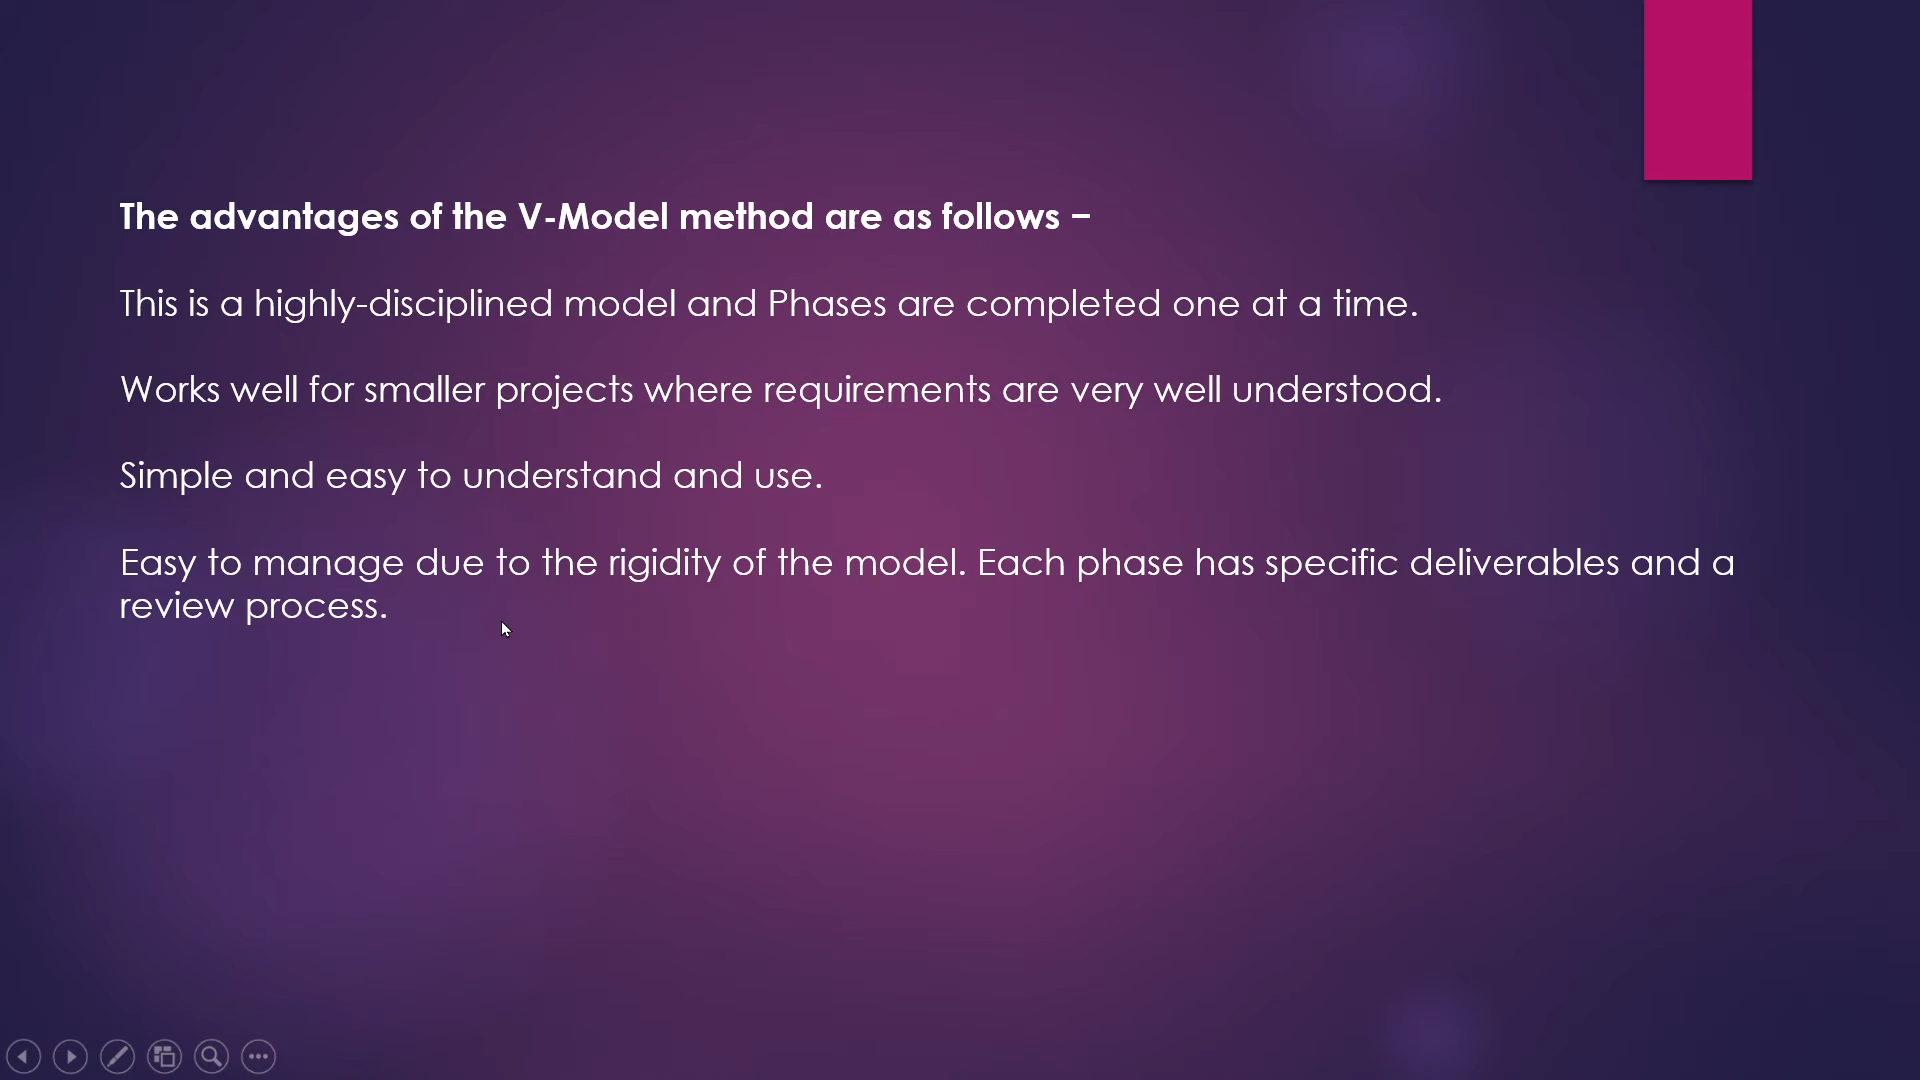 The advantages of the V-Model method are as follows −
This is a highly-disciplined model and Phases are completed one at a time.
Works well for smaller projects where requirements are very well understood.
Simple and easy to understand and use.
Easy to manage due to the rigidity of the model. Each phase has specific deliverables and a
review process.